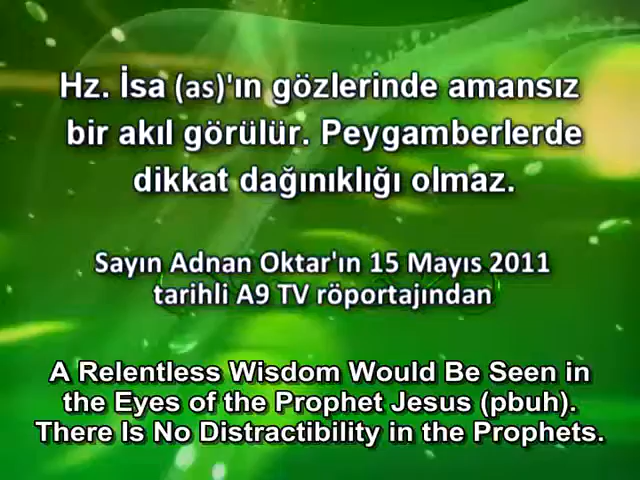 Hz. İsa (as)'ın gözlerinde amansız
bir akıl görülür. Peygamberlerde
dikkat dağınıklığı olmaz.
Sayın Adnan Oktar'ın 15 Mayıs 2011
tarihli A9 TV röportajından
A Relentless Wisdom Would Be Seen in
the Eyes of the Prophet Jesus (pbuh).
There Is No Distractibility in the Prophets.